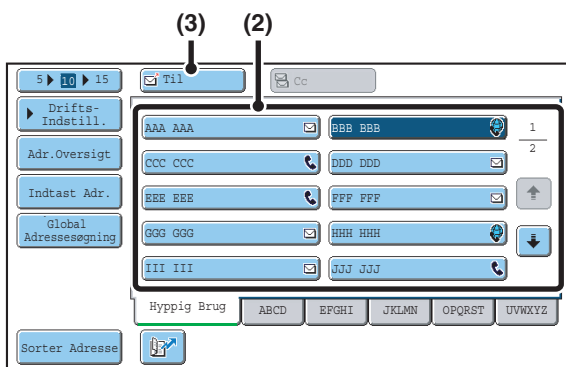 (3) (2)
5 10 15
Til
Cc
Drifts-
Indstill.
Adr.Oversigt
Indtast Adr.
Global
Adressesøgning
Sorter Adresse
AAA AAA
BBB BBB
CCC CCC
DDD DDD
EEE EEE
FFF FFF
GGG GGG
HHH HHH
III III
JJJ JJJ
1
2
Hyppig Brug
ABCD
EFGHI
JKLMN
OPQRST
UVWXYZ